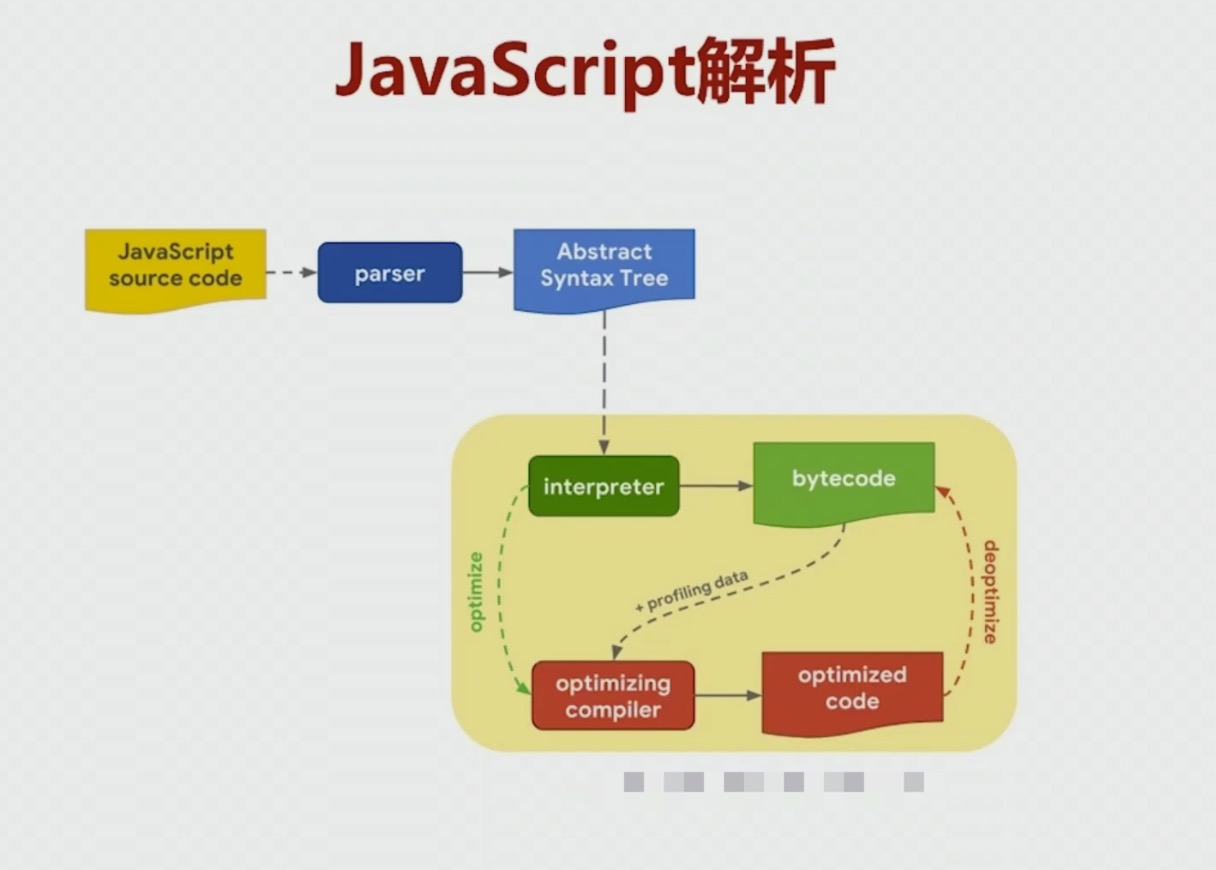 JavaScript解析
JavaScript
source code
parser
Abstract
Syntax Tree
interpreter
bytecode
optimize
+ profiling data
deoptimize
optimizing
compiler
optimized
code